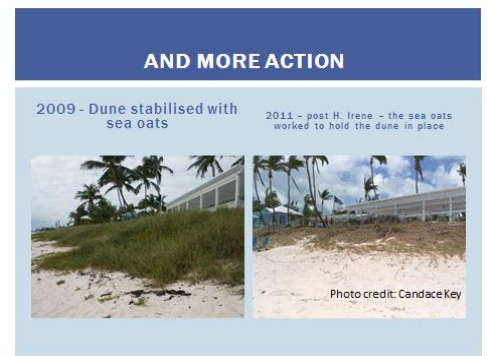 AND MORE ACTION
2009 - Dune stabilised with
sea oats
2011 – post H. Irene – the sea oats
worked to hold the dune in place
Photo credit: Candace Key